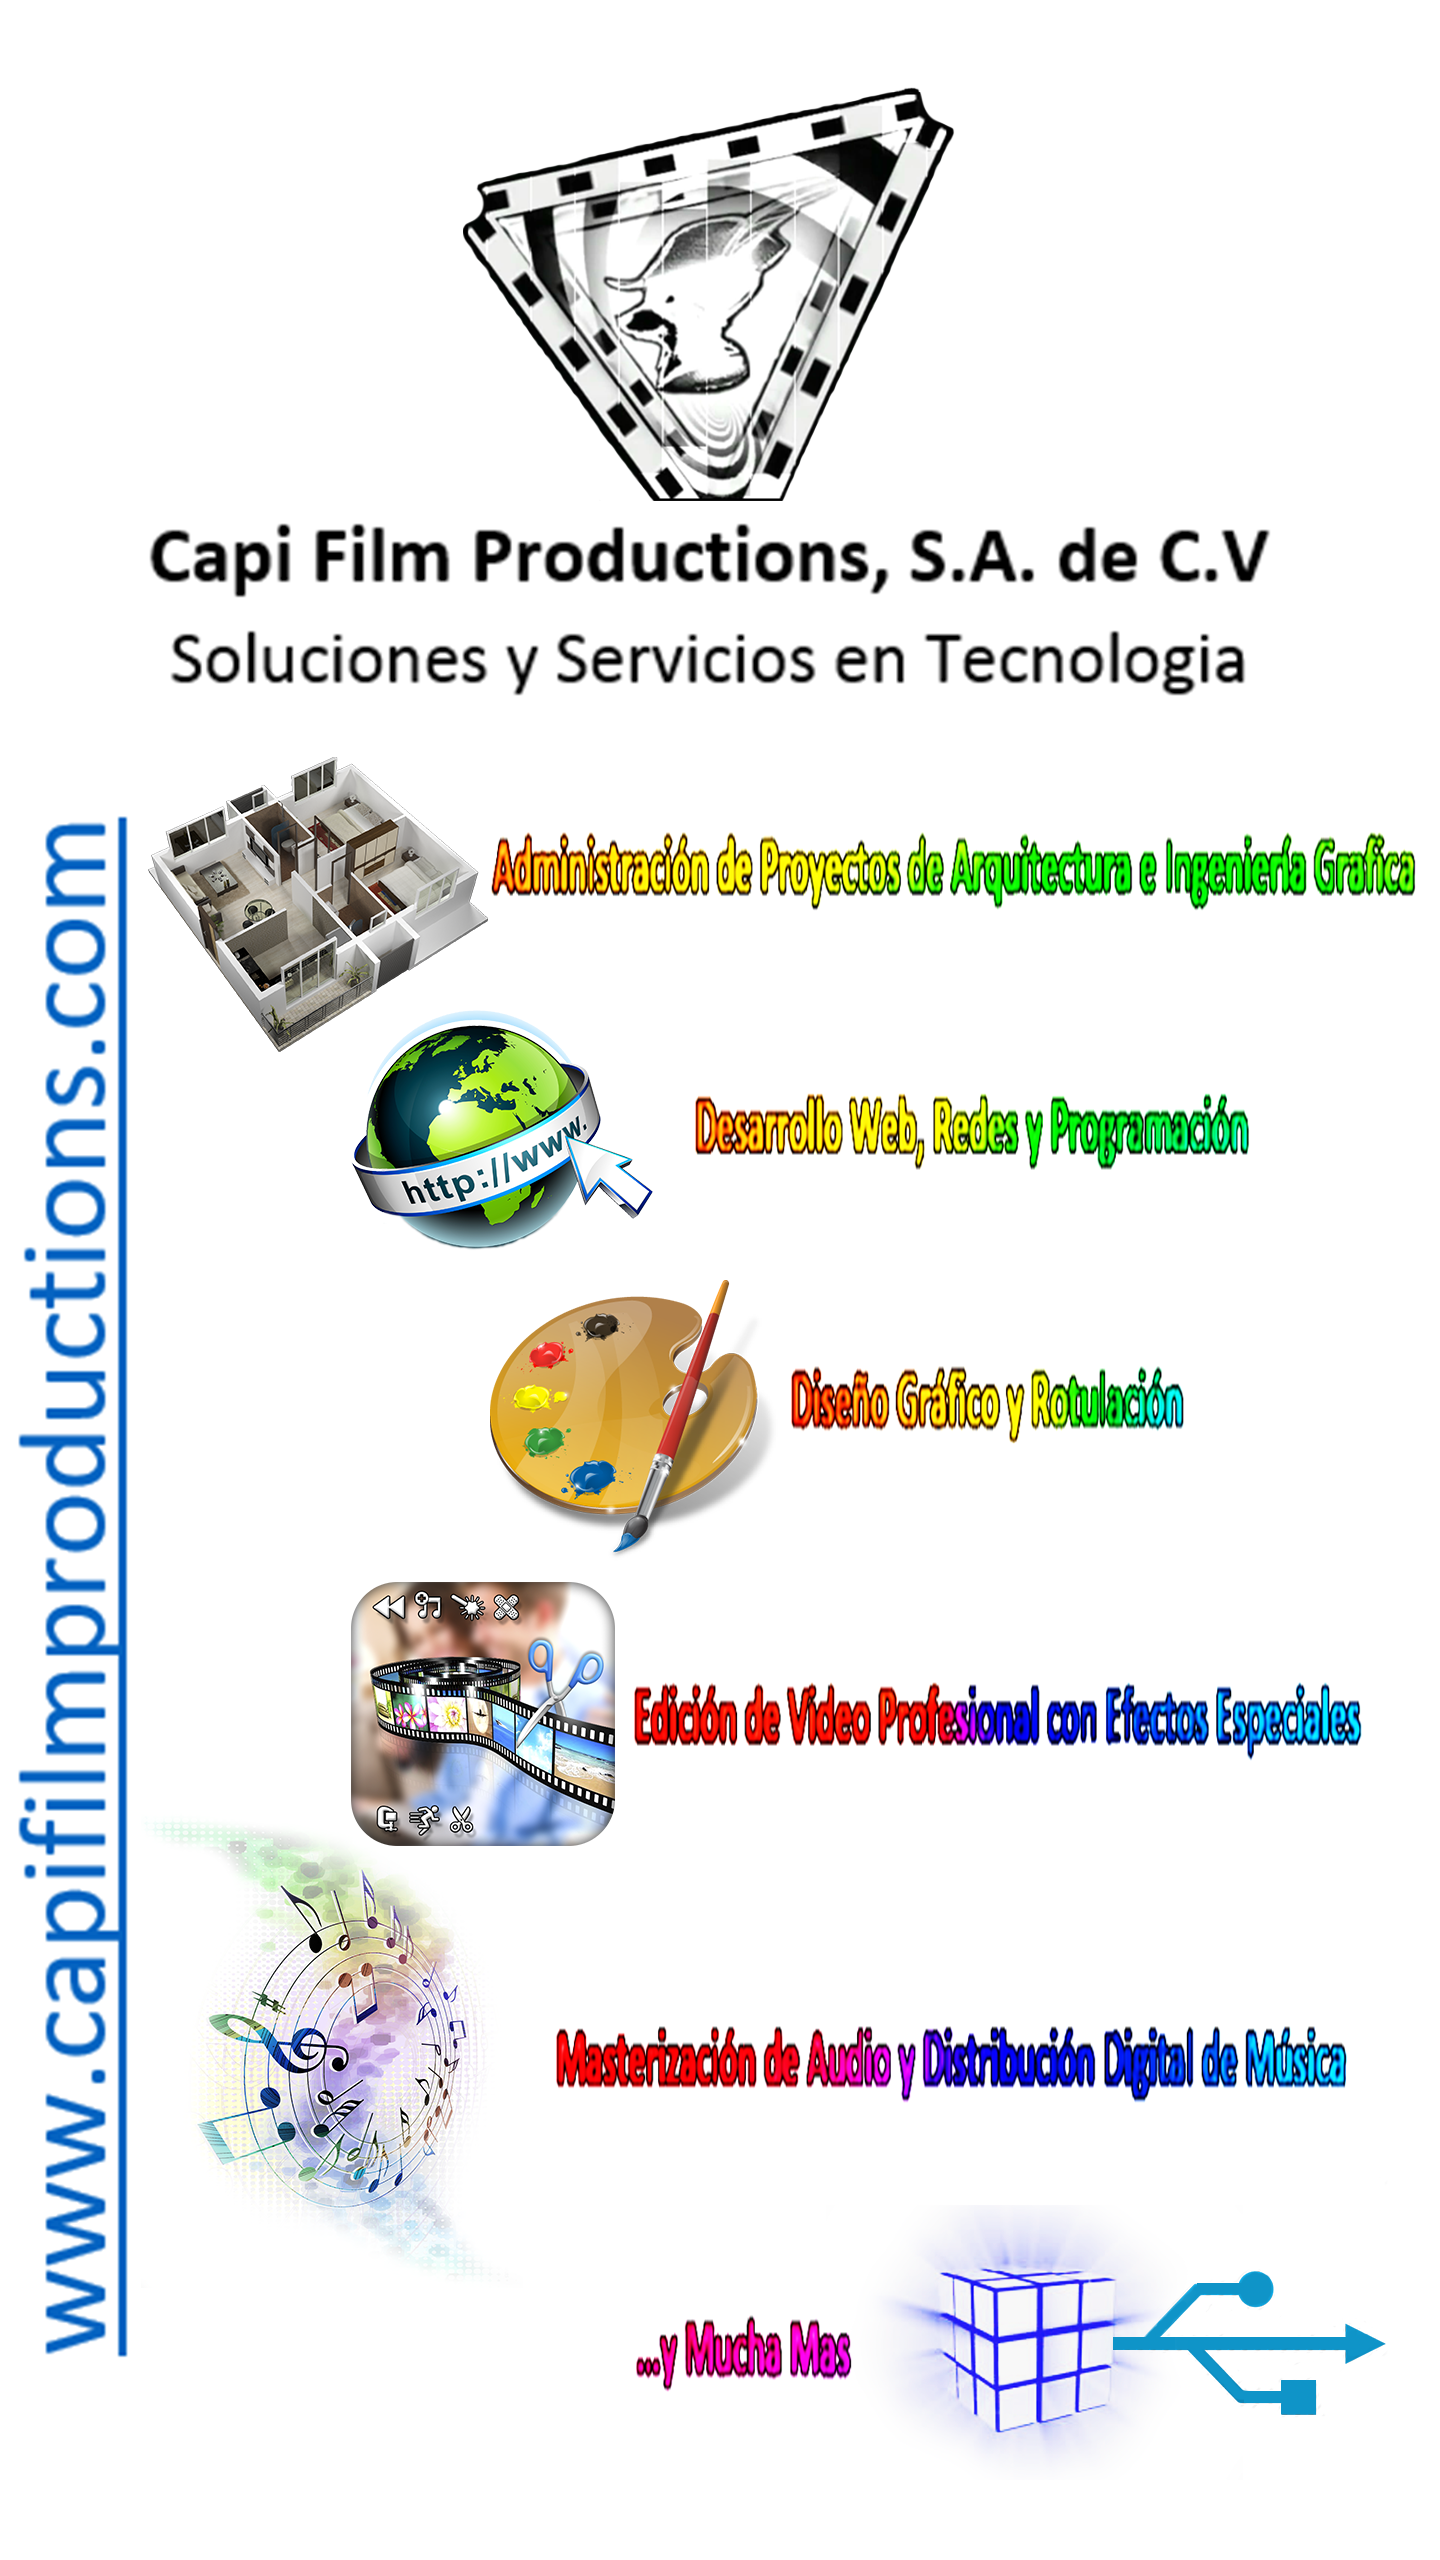 Capi Film Productions, S.A. de C.V
Soluciones y Servicios en Tecnologia
www.capifilmproductions.com
Administración de Proyectos de Arquitectura e Ingeniería Grafica
http://www.
Desarrollo Web, Redes y Programación
Diseño Gráfico y Rotulación
Edición de Video Profesional con Efectos Especiales
Masterización de Audio y Distribución Digital de Música
...y Mucha Mas